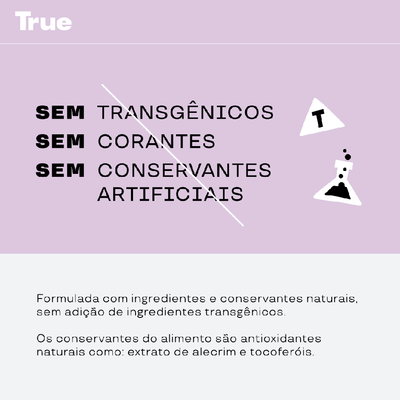 True
SEM TRANSGÊNICOS
SEM CORANTES
SEM CONSERVANTES
ARTIFICIAIS
T
Formulada com ingredientes e conservantes naturais,
sem adição de ingredientes transgênicos.
Os conservantes do alimento são antioxidantes
naturais como: extrato de alecrim e tocoferóis.